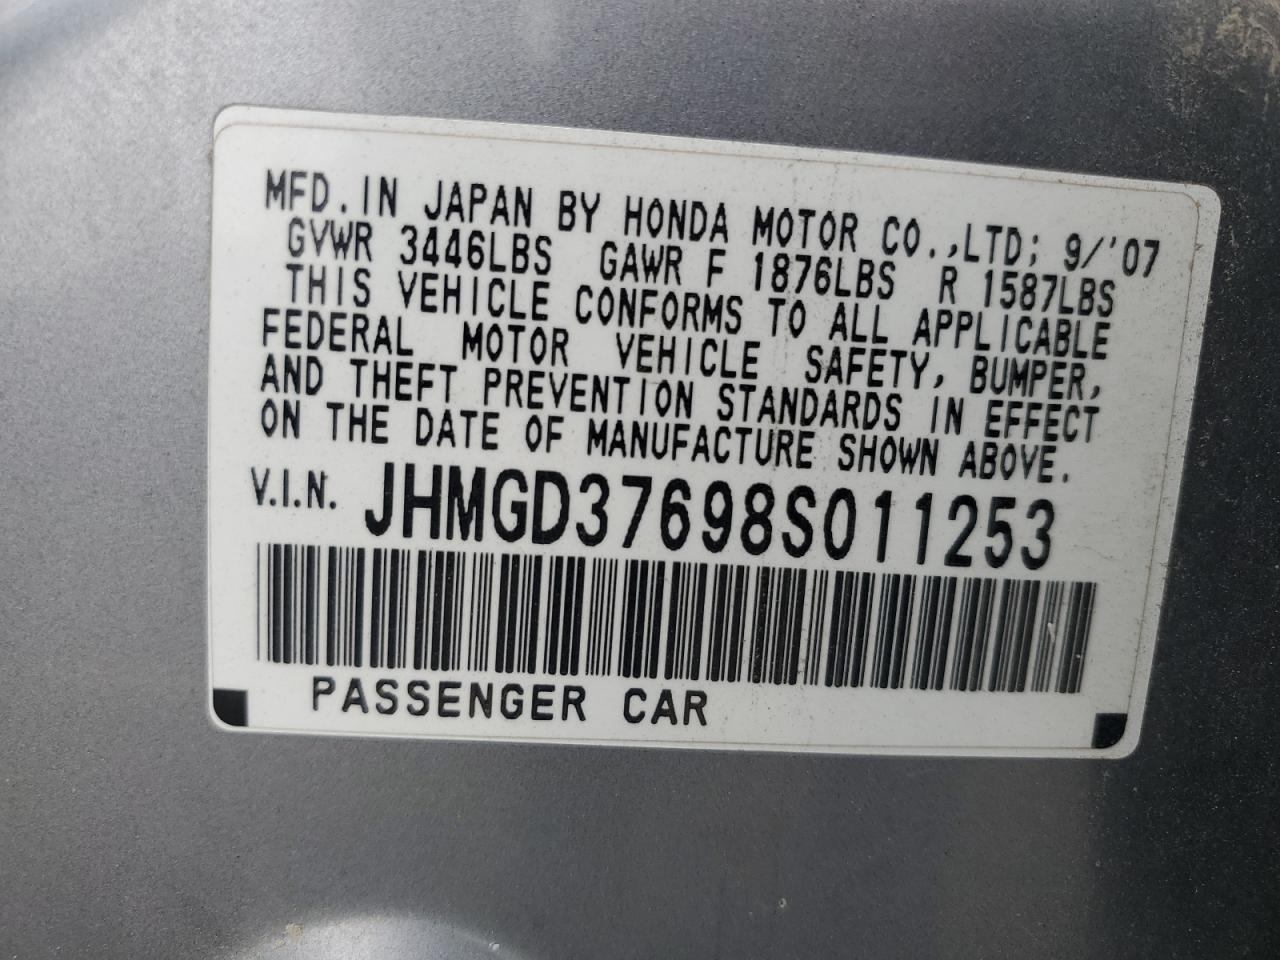 MFD. IN JAPAN BY HONDA MOTOR CO.,LTD; 9/'07
GVWR 3446LBS GAWR F 1876LBS R 1587LBS
THIS VEHICLE CONFORMS TO ALL APPLICABLE
FEDERAL MOTOR VEHICLE SAFETY, BUMPER,
AND THEFT PREVENTION STANDARDS IN EFFECT
ON THE DATE OF MANUFACTURE SHOWN ABOVE.
V.I.N. JHMGD37698S011253
PASSENGER CAR